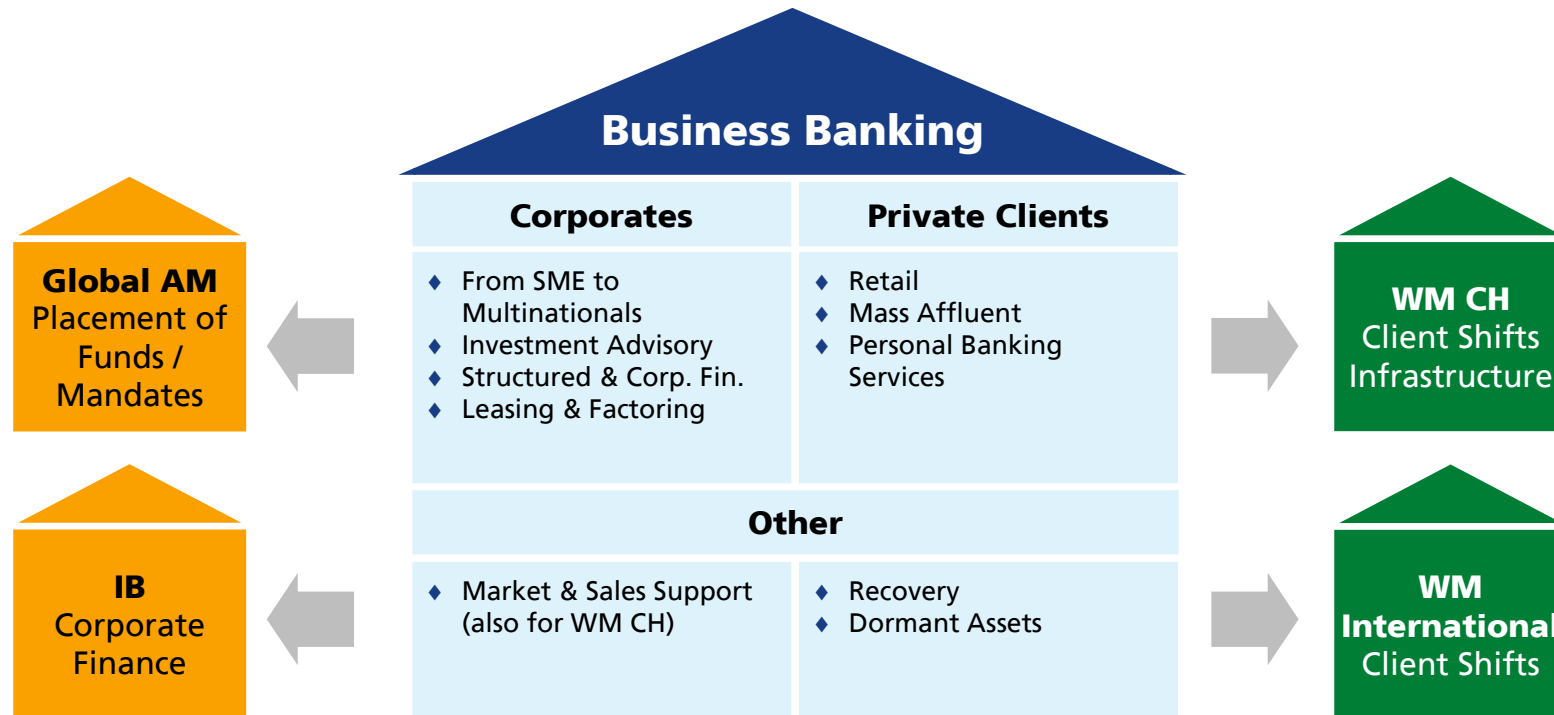 Business Banking
Corporates
Private Clients
Global AM
Placement of
Funds /
Mandates
♦ From SME to
Multinationals
♦ Investment Advisory
♦ Structured & Corp. Fin.
♦ Leasing & Factoring
♦ Retail
♦ Mass Affluent
♦ Personal Banking
Services
WM CH
Client Shifts
Infrastructure
Other
IB
Corporate
Finance
♦ Market & Sales Support
(also for WM CH)
♦ Recovery
♦ Dormant Assets
WM
International
Client Shifts